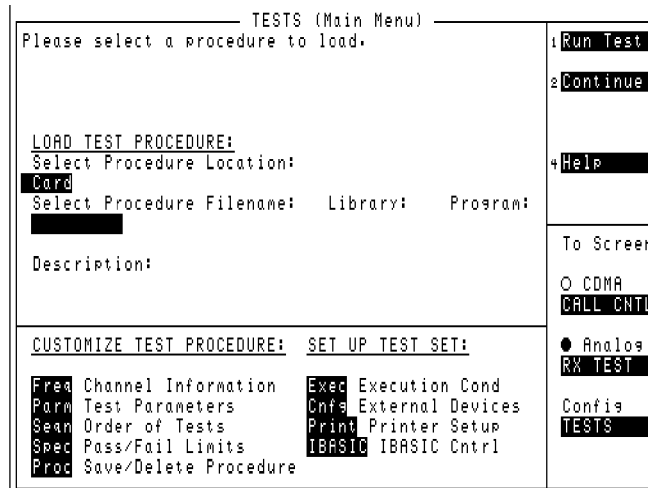 TESTS (Main Menu)
Please select a procedure to load.
LOAD TEST PROCEDURE:
Select Procedure Location:
Card
Select Procedure Filename: Library: Program:
Description:
CUSTOMIZE TEST PROCEDURE:
Freq Channel Information
Parm Test Parameters
Seqn Order of Tests
Spec Pass/Fail Limits
Proc Save/Delete Procedure
SET UP TEST SET:
Exec Execution Cond
Cnfg External Devices
Print Printer Setup
IBASIC IBASIC Cntrl
1 Run Test
2 Continue
4 Help
To Screen
CDMA
CALL CNTL
Analog
RX TEST
Config
TESTS